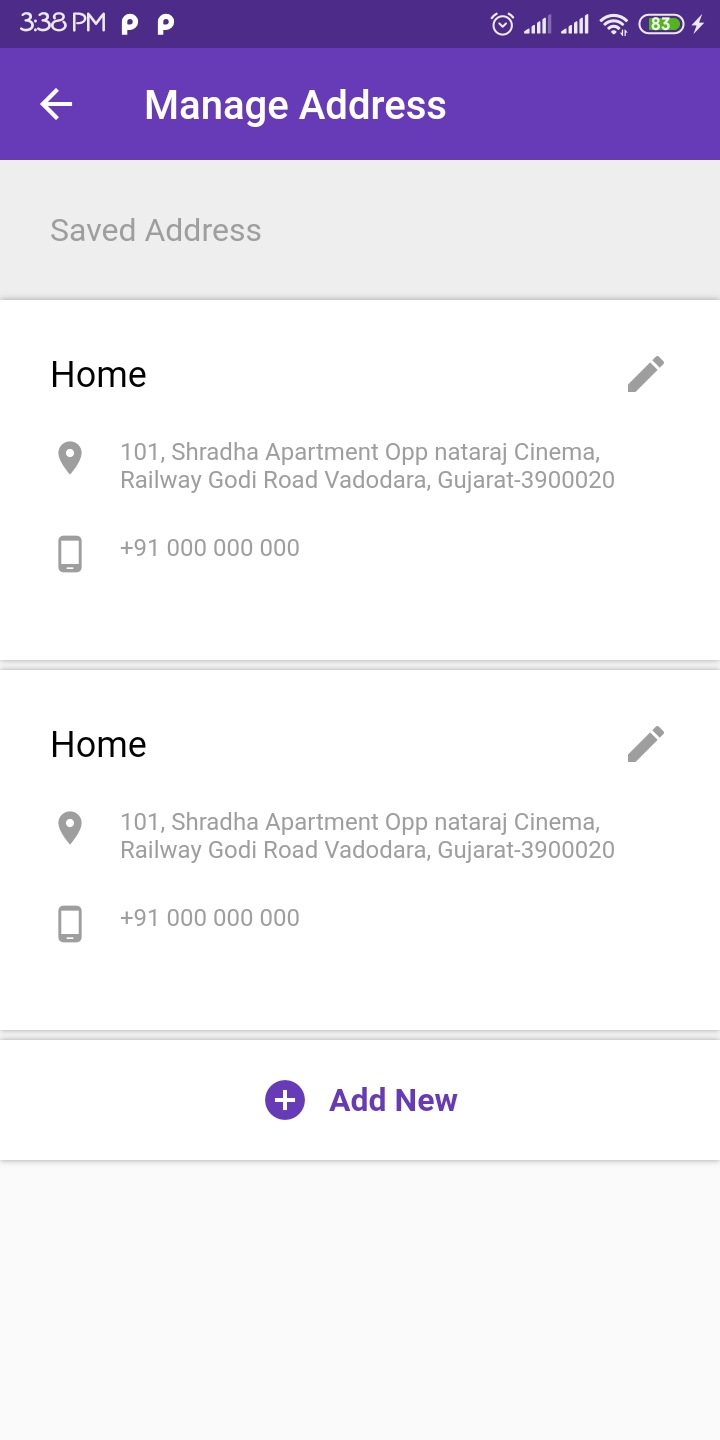 3:38 PM
83
Manage Address
Saved Address
Home
101, Shradha Apartment Opp nataraj Cinema,
Railway Godi Road Vadodara, Gujarat-3900020
+91 000 000 000
Home
101, Shradha Apartment Opp nataraj Cinema,
Railway Godi Road Vadodara, Gujarat-3900020
+91 000 000 000
Add New